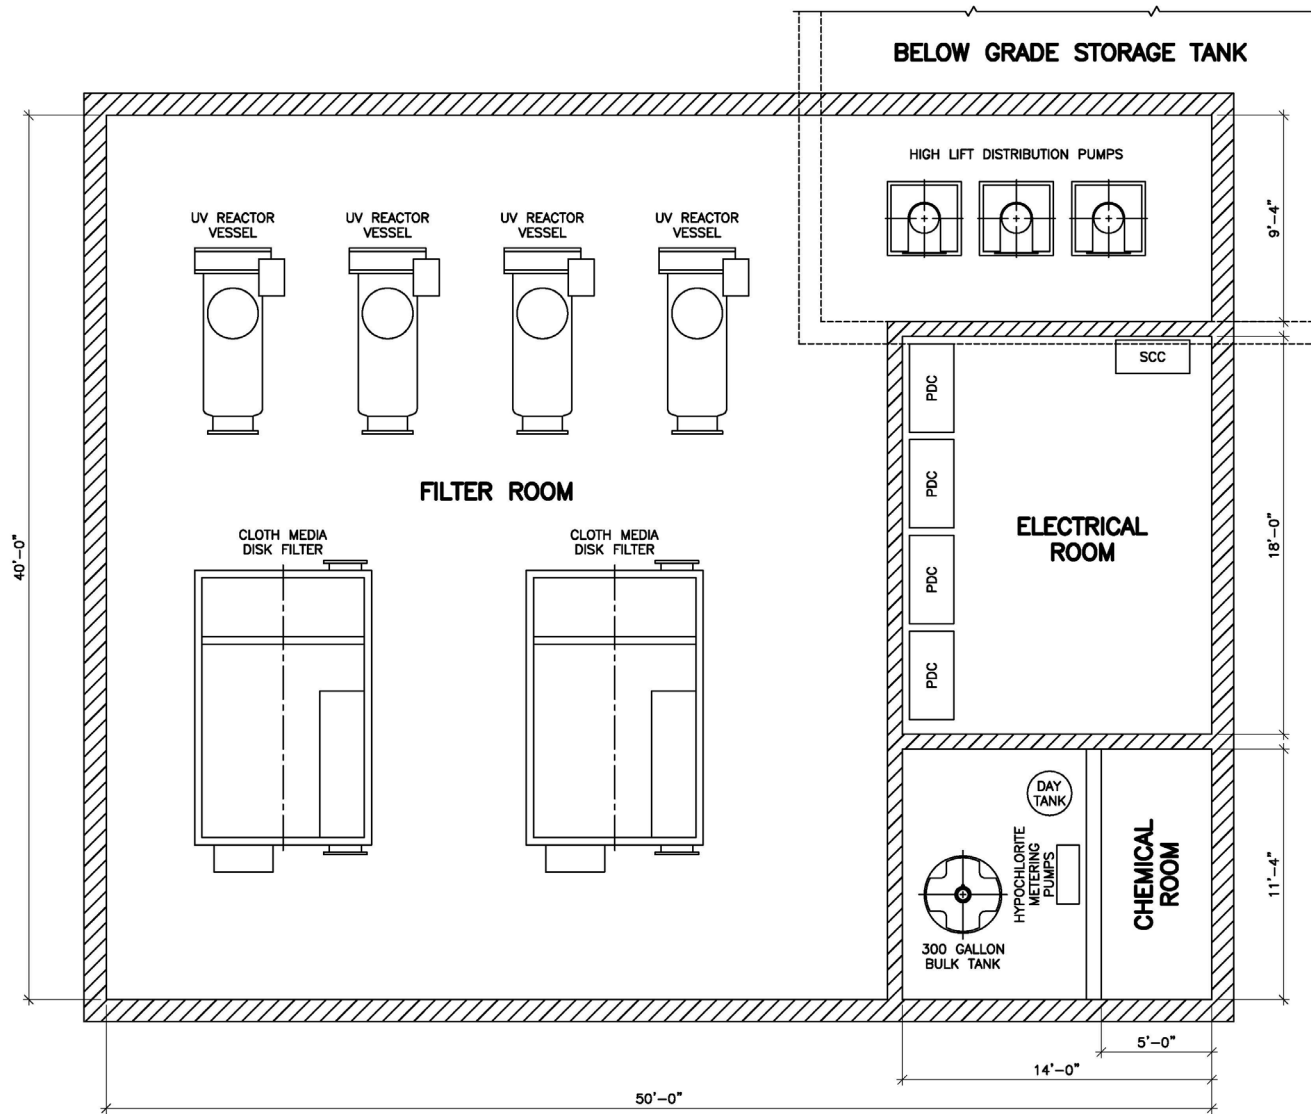 BELOW GRADE STORAGE TANK
HIGH LIFT DISTRIBUTION PUMPS
UV REACTOR
VESSEL
UV REACTOR
VESSEL
UV REACTOR
VESSEL
UV REACTOR
VESSEL
9'-4"
SCC
PDC
PDC
PDC
PDC
FILTER ROOM
ELECTRICAL
ROOM
CLOTH MEDIA
DISK FILTER
CLOTH MEDIA
DISK FILTER
40'-0"
18'-0"
DAY
TANK
HYPOCHLORITE
METERING
PUMPS
CHEMICAL
ROOM
11'-4"
300 GALLON
BULK TANK
5'-0"
14'-0"
50'-0"